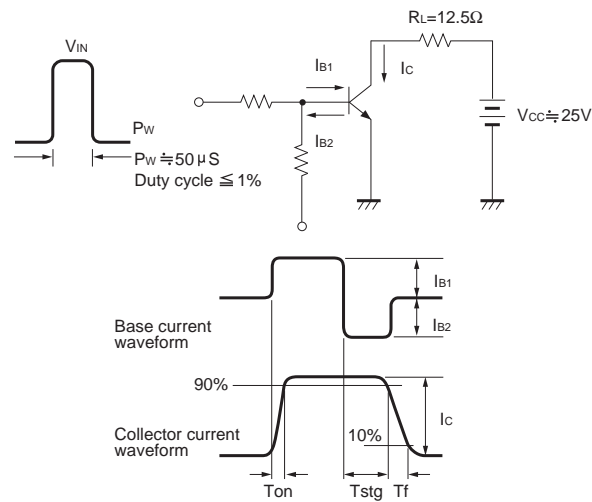 RL=12.5Ω
VIN
IB1
IC
VCC≒25V
PW
IB2
PW≒50μS
Duty cycle ≦1%
IB1
IB2
Base current
waveform
90%
10%
IC
Collector current
waveform
Ton
Tstg
Tf